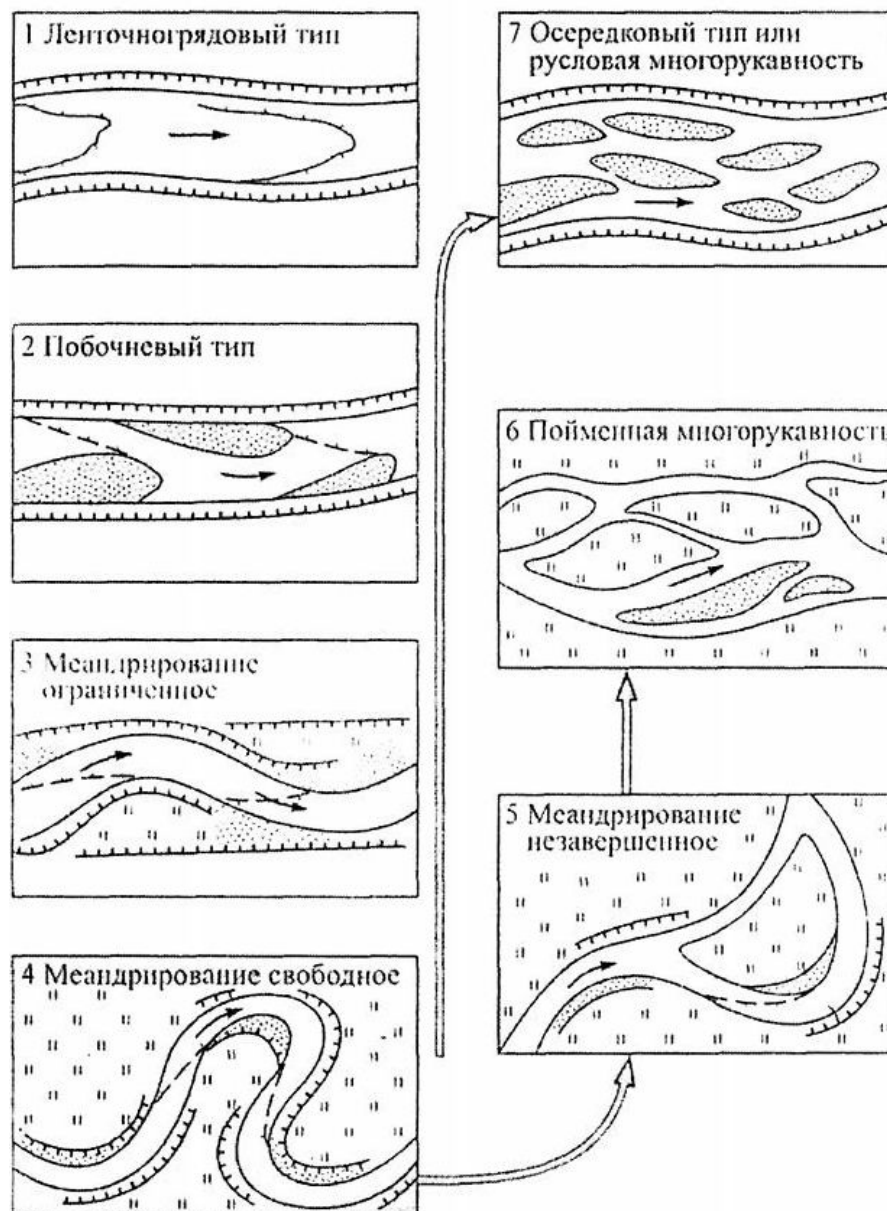 1 Ленточногрядовый тип
2 Побочневый тип
3 Меандрирование
ограниченное
4 Меандрирование свободное
5 Меандрирование
незавершенное
6 Пойменная многорукавность
7 Осередковый тип или
русловая многорукавность